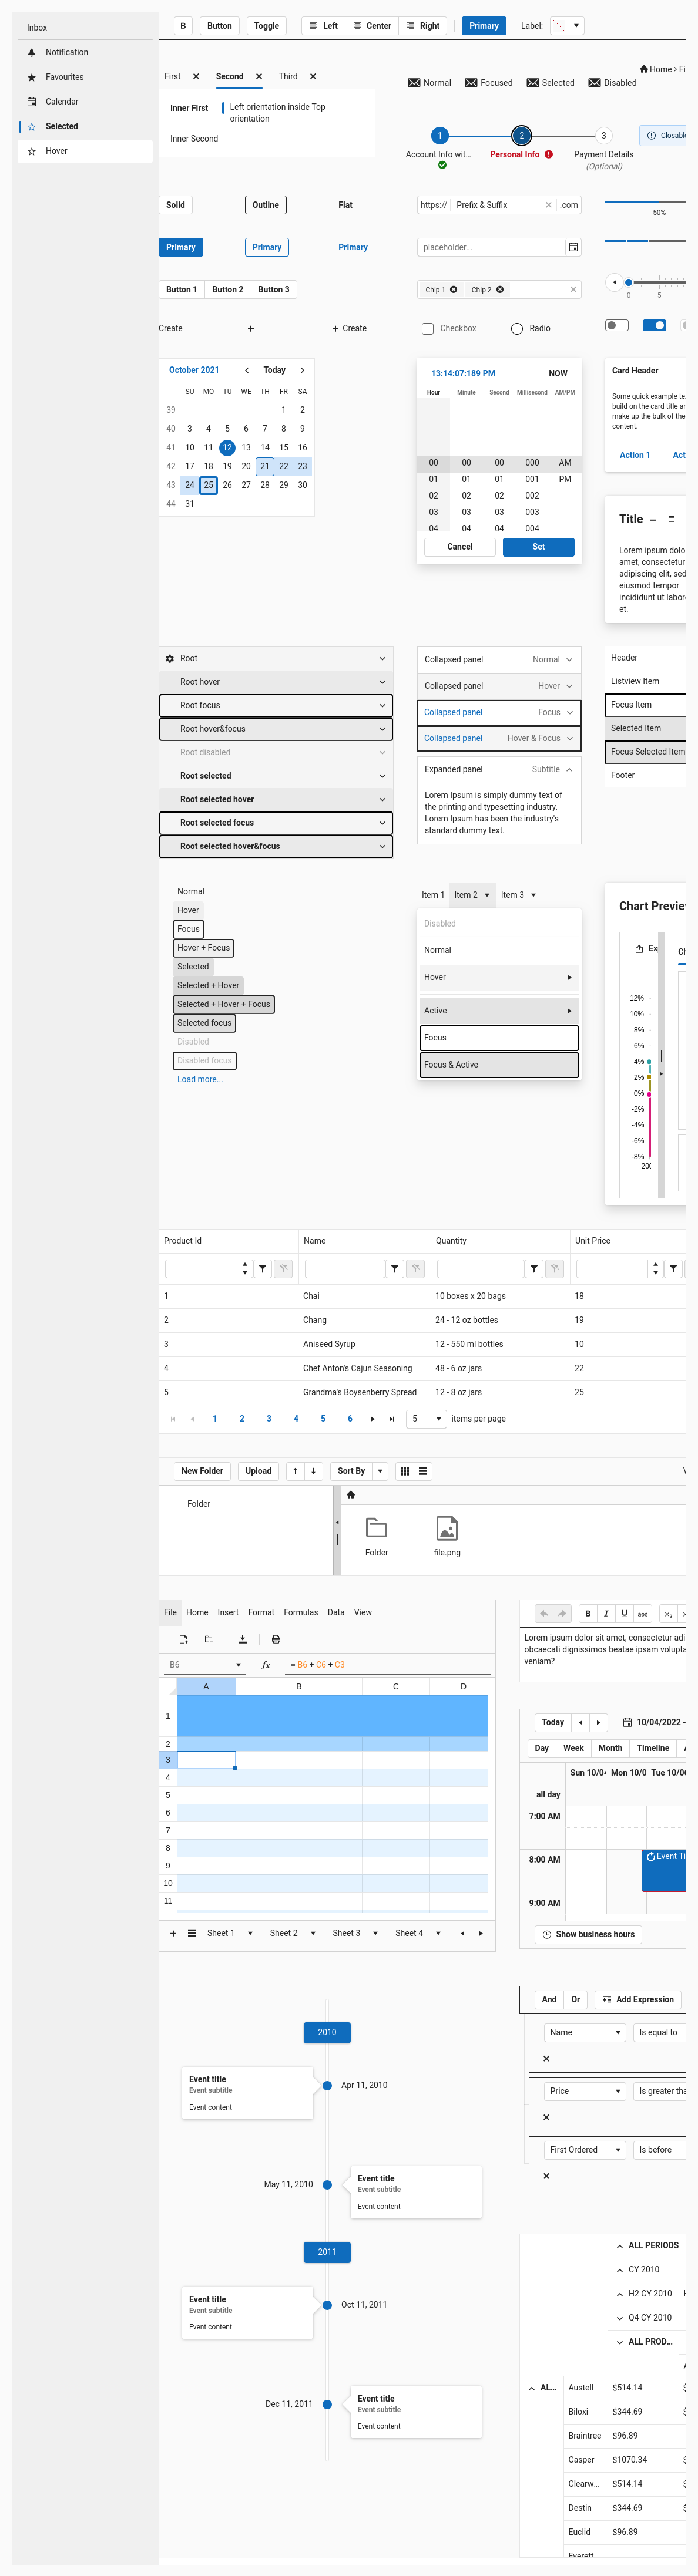 Inbox
Notification
Favourites
Calendar
Selected
Hover
B Button Toggle Left Center Right Primary Label:
First Second Third
Inner First
Inner Second
Left orientation inside Top
orientation
Home Fi
Normal Focused Selected Disabled
1 2 3
Account Info wit... Personal Info Payment Details
(Optional)
Closable
Solid Outline Flat
https:// Prefix & Suffix .com
50%
Primary Primary Primary
placeholder...
Button 1 Button 2 Button 3
Chip 1 Chip 2
0 5
Create + + Create
Checkbox Radio
October 2021 Today
SU MO TU WE TH FR SA
39 1 2
40 3 4 5 6 7 8 9
41 10 11 12 13 14 15 16
42 17 18 19 20 21 22 23
43 24 25 26 27 28 29 30
44 31
13:14:07:189 PM NOW
Hour Minute Second Millisecond AM/PM
00 00 00 000 AM
01 01 01 001 PM
02 02 02 002
03 03 03 003
04 04 04 004
Cancel Set
Card Header
Some quick example te
build on the card title a
make up the bulk of the
content.
Action 1 Act
Title
Lorem ipsum dolo
amet, consectetur
adipiscing elit, sed
eiusmod tempor
incididunt ut labor
et.
Root
Root hover
Root focus
Root hover&focus
Root disabled
Root selected
Root selected hover
Root selected focus
Root selected hover&focus
Collapsed panel Normal
Collapsed panel Hover
Collapsed panel Focus
Collapsed panel Hover & Focus
Expanded panel Subtitle
Lorem Ipsum is simply dummy text of
the printing and typesetting industry.
Lorem Ipsum has been the industry's
standard dummy text.
Header
Listview Item
Focus Item
Selected Item
Focus Selected Item
Footer
Normal
Hover
Focus
Hover + Focus
Selected
Selected + Hover
Selected + Hover + Focus
Selected focus
Disabled
Disabled focus
Load more...
Item 1 Item 2 Item 3
Disabled
Normal
Hover
Active
Focus
Focus & Active
Chart Previe
Ex
Ch
12%
10%
8%
6%
4%
2%
0%
-2%
-4%
-6%
-8%
200
Product Id Name Quantity Unit Price
1 Chai 10 boxes x 20 bags 18
2 Chang 24 - 12 oz bottles 19
3 Aniseed Syrup 12 - 550 ml bottles 10
4 Chef Anton's Cajun Seasoning 48 - 6 oz jars 22
5 Grandma's Boysenberry Spread 12 - 8 oz jars 25
1 2 3 4 5 6 5 items per page
New Folder Upload Sort By V
Folder
Folder file.png
File Home Insert Format Formulas Data View
B6 fx = B6 + C6 + C3
A B C D
1
2
3
4
5
6
7
8
9
10
11
Sheet 1 Sheet 2 Sheet 3 Sheet 4
B I U abc x₂
Lorem ipsum dolor sit amet, consectetur adip
obcaecati dignissimos beatae ipsam volupta
veniam?
Today 10/04/2022 -
Day Week Month Timeline A
Sun 10/04 Mon 10/0 Tue 10/06
all day
7:00 AM
8:00 AM Event Ti
9:00 AM
Show business hours
2010
Event title
Event subtitle
Event content
Apr 11, 2010
May 11, 2010
Event title
Event subtitle
Event content
2011
Event title
Event subtitle
Event content
Oct 11, 2011
Dec 11, 2011
Event title
Event subtitle
Event content
And Or Add Expression
Name Is equal to
Price Is greater tha
First Ordered Is before
ALL PERIODS
CY 2010
H2 CY 2010 H
Q4 CY 2010
ALL PROD...
A
AL... Austell $514.14 $
Biloxi $344.69 $
Braintree $96.89
Casper $1070.34 $
Clearw... $514.14 $
Destin $344.69 $
Euclid $96.89
Everett